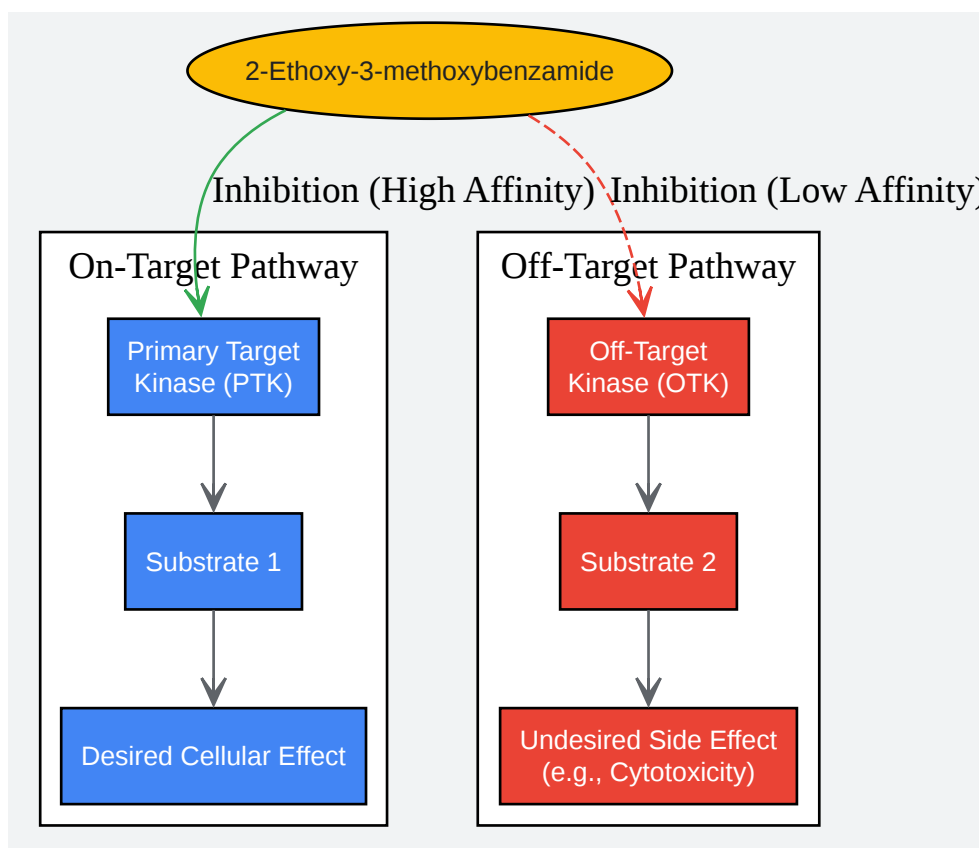 2-Ethoxy-3-methoxybenzamide
Inhibition (High Affinity)
Inhibition (Low Affinity)
On-Target Pathway
Primary Target
Kinase (PTK)
Substrate 1
Desired Cellular Effect
Off-Target Pathway
Off-Target
Kinase (OTK)
Substrate 2
Undesired Side Effect
(e.g., Cytotoxicity)